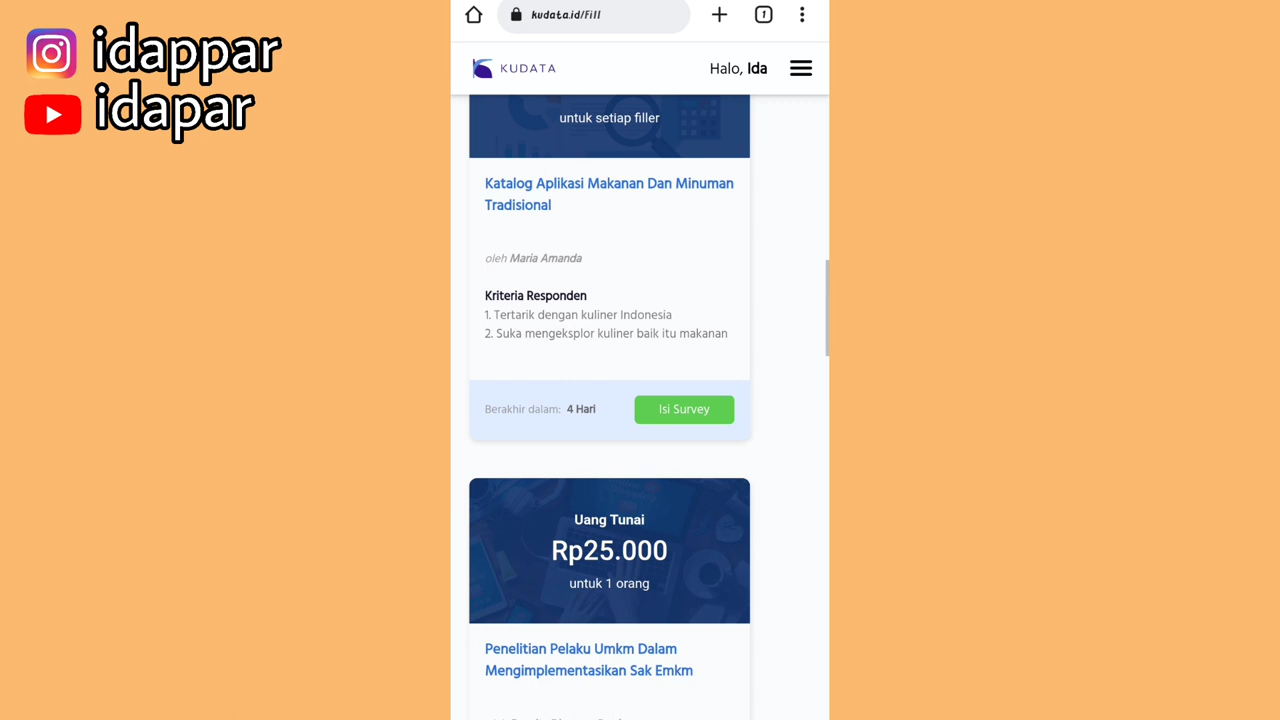 idappar
idapar
kudata.id/fill
1
KUDATA
Halo, Ida
untuk setiap filler
Katalog Aplikasi Makanan Dan Minuman
Tradisional
oleh Maria Amanda
Kriteria Responden
1. Tertarik dengan kuliner Indonesia
2. Suka mengeksplor kuliner baik itu makanan
Berakhir dalam: 4 Hari
Isi Survey
Uang Tunai
Rp25.000
untuk 1 orang
Penelitian Pelaku Umkm Dalam
Mengimplementasikan Sak Emkm